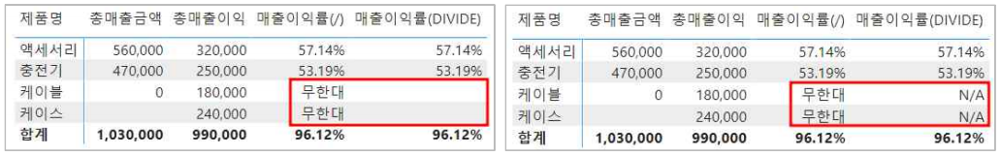 제품명 총매출금액 총매출이익 매출이익률(/) 매출이익률(DIVIDE)
액세서리 560,000 320,000 57.14% 57.14%
충전기 470,000 250,000 53.19% 53.19%
케이블 0 180,000 무한대
케이스 240,000 무한대
합계 1,030,000 990,000 96.12% 96.12%
제품명 총매출금액 총매출이익 매출이익률(/) 매출이익률(DIVIDE)
액세서리 560,000 320,000 57.14% 57.14%
충전기 470,000 250,000 53.19% 53.19%
케이블 0 180,000 무한대 N/A
케이스 240,000 무한대 N/A
합계 1,030,000 990,000 96.12% 96.12%